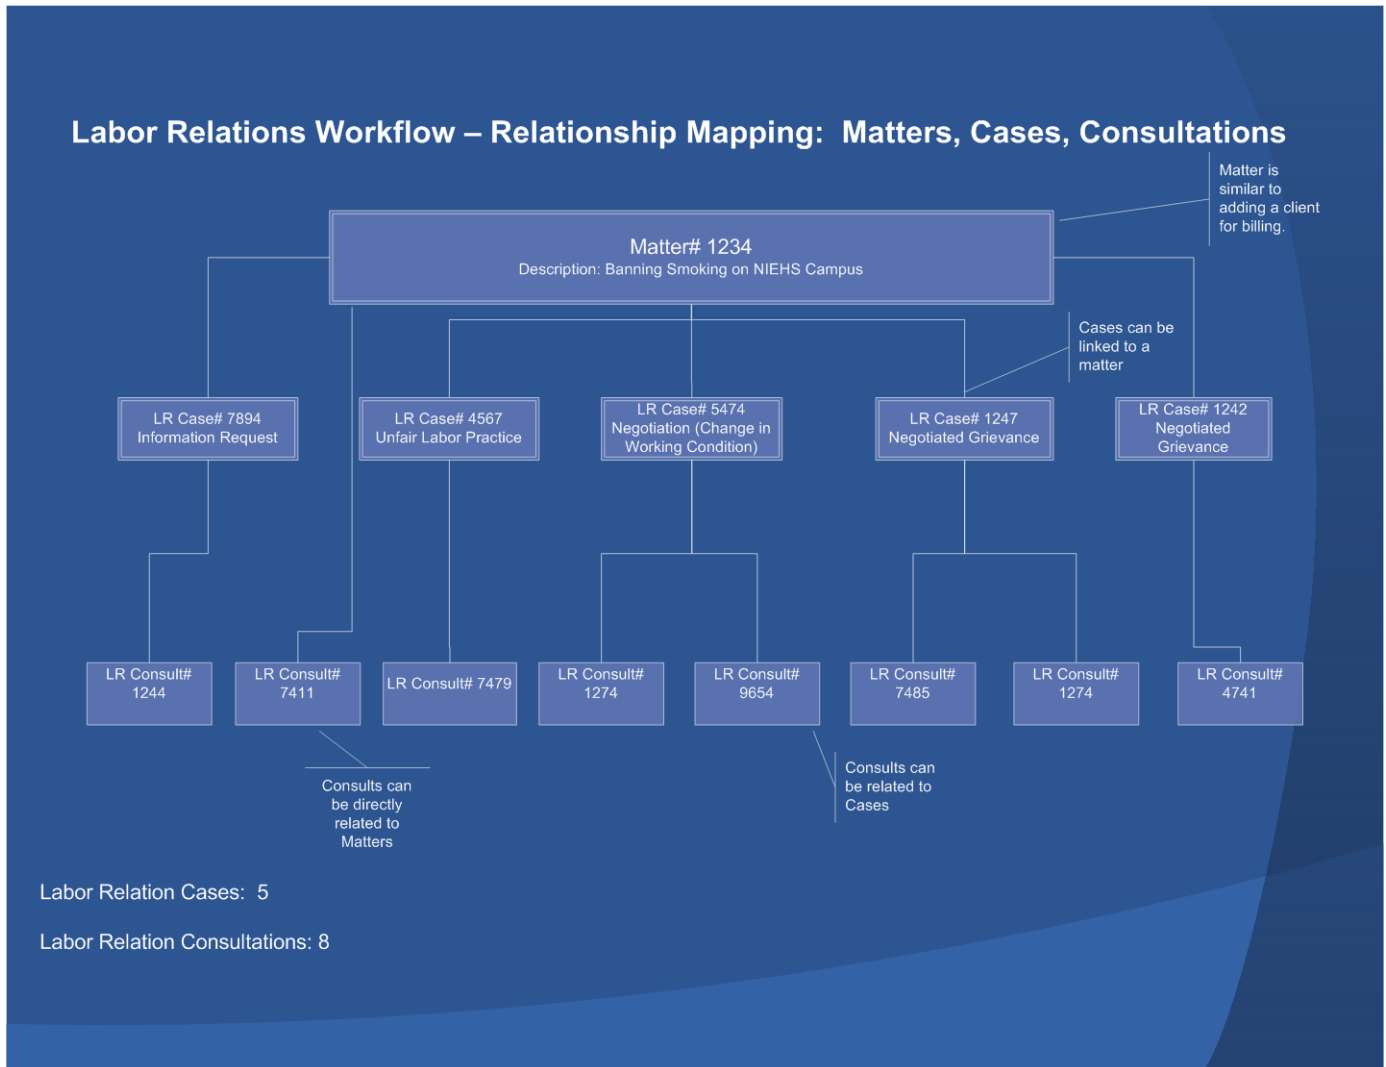 Labor Relations Workflow – Relationship Mapping:  Matters, Cases, Consultations
Matter is
similar to
adding a client
for billing.
Matter# 1234
Description: Banning Smoking on NIEHS Campus
Cases can be
linked to a
matter
LR Case# 7894
Information Request
LR Case# 4567
Unfair Labor Practice
LR Case# 5474
Negotiation (Change in
Working Condition)
LR Case# 1247
Negotiated Grievance
LR Case# 1242
Negotiated
Grievance
LR Consult#
1244
LR Consult#
7411
LR Consult# 7479
LR Consult#
1274
LR Consult#
9654
LR Consult#
7485
LR Consult#
1274
LR Consult#
4741
Consults can
be directly
related to
Matters
Consults can
be related to
Cases
Labor Relation Cases:  5
Labor Relation Consultations: 8